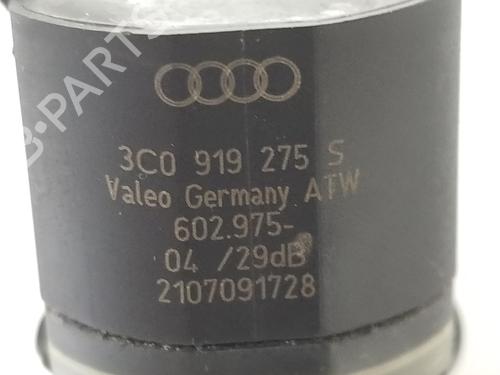 B-PARTS
3C0 919 275 S
Valeo Germany ATW
602.975-
04 /29dB
2107091728